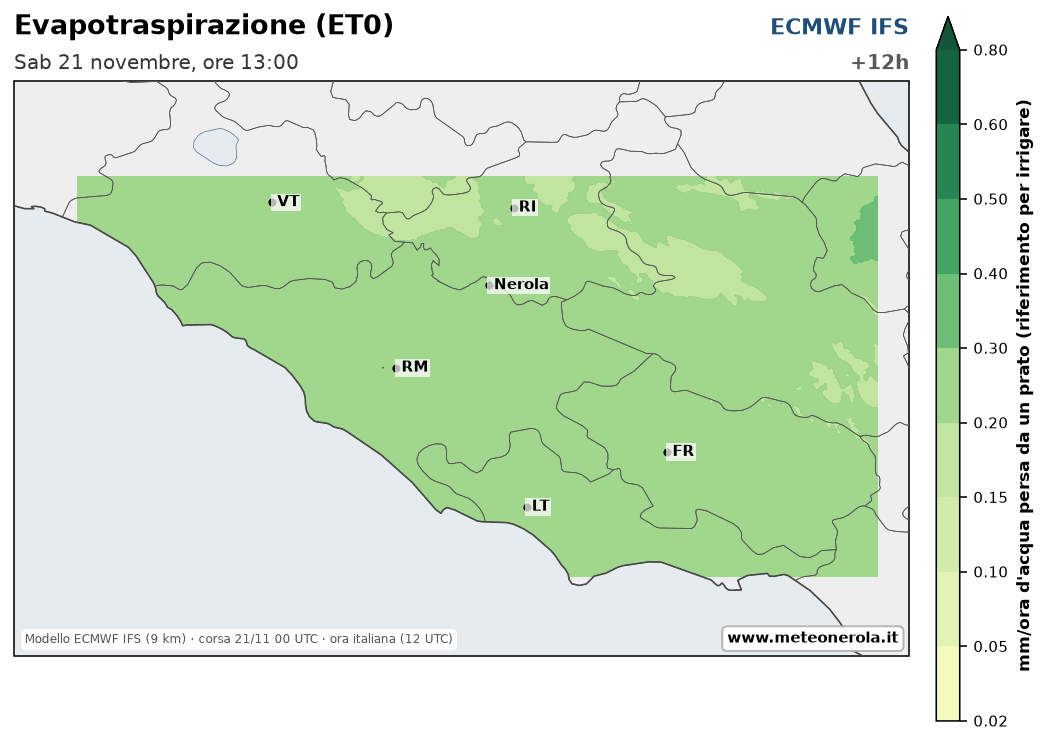 Evapotraspirazione (ET0)
ECMWF IFS
Sab 21 novembre, ore 13:00
+12h
VT
RI
Nerola
RM
FR
LT
Modello ECMWF IFS (9 km) · corsa 21/11 00 UTC · ora italiana (12 UTC)
www.meteonerola.it
0.80
0.60
0.50
0.40
0.30
0.20
0.15
0.10
0.05
0.02
mm/ora d'acqua persa da un prato (riferimento per irrigare)